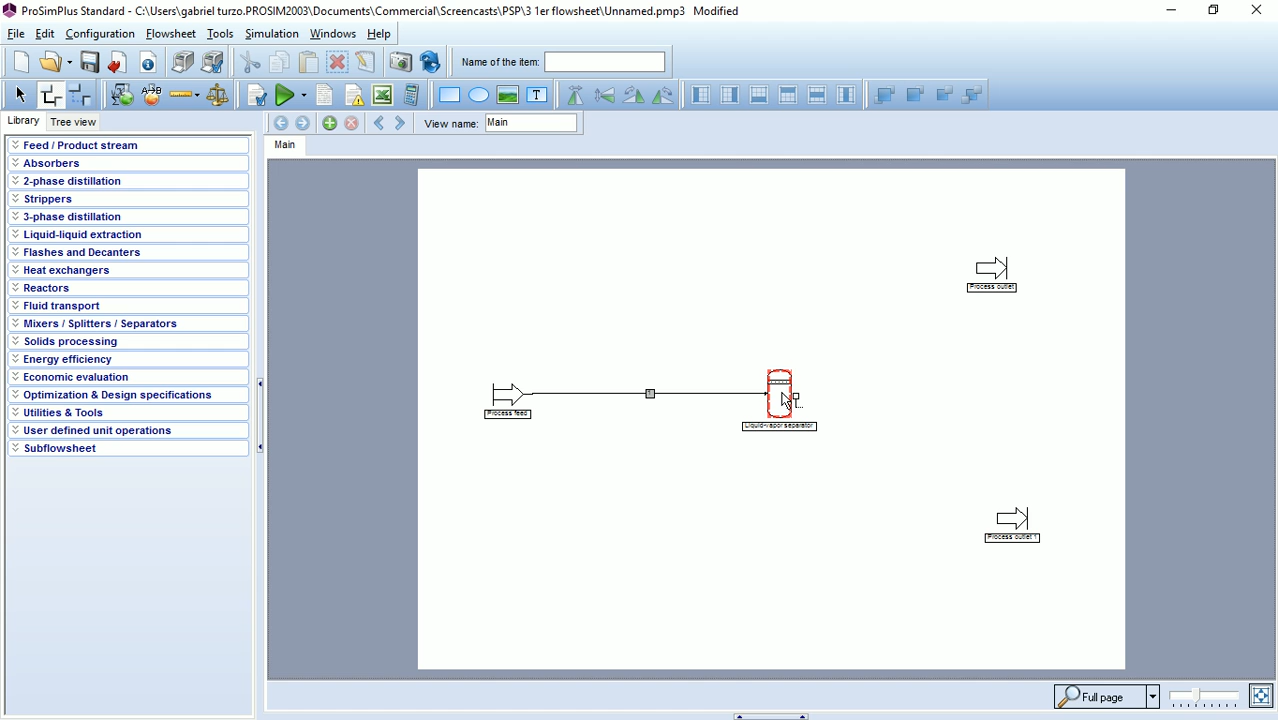 ProSimPlus Standard - C:\Users\gabriel turzo.PROSIM2003\Documents\Commercial\Screencasts\PSP\3 1er flowsheet\Unnamed.pmp3 Modified
File Edit Configuration Flowsheet Tools Simulation Windows Help
Name of the item:
Library Tree view
View name: Main
Main
Feed / Product stream
Absorbers
2-phase distillation
Strippers
3-phase distillation
Liquid-liquid extraction
Flashes and Decanters
Heat exchangers
Reactors
Fluid transport
Mixers / Splitters / Separators
Solids processing
Energy efficiency
Economic evaluation
Optimization & Design specifications
Utilities & Tools
User defined unit operations
Subflowsheet
Process outlet
Process feed
Liquid-vapor separator
Process outlet 1
Full page